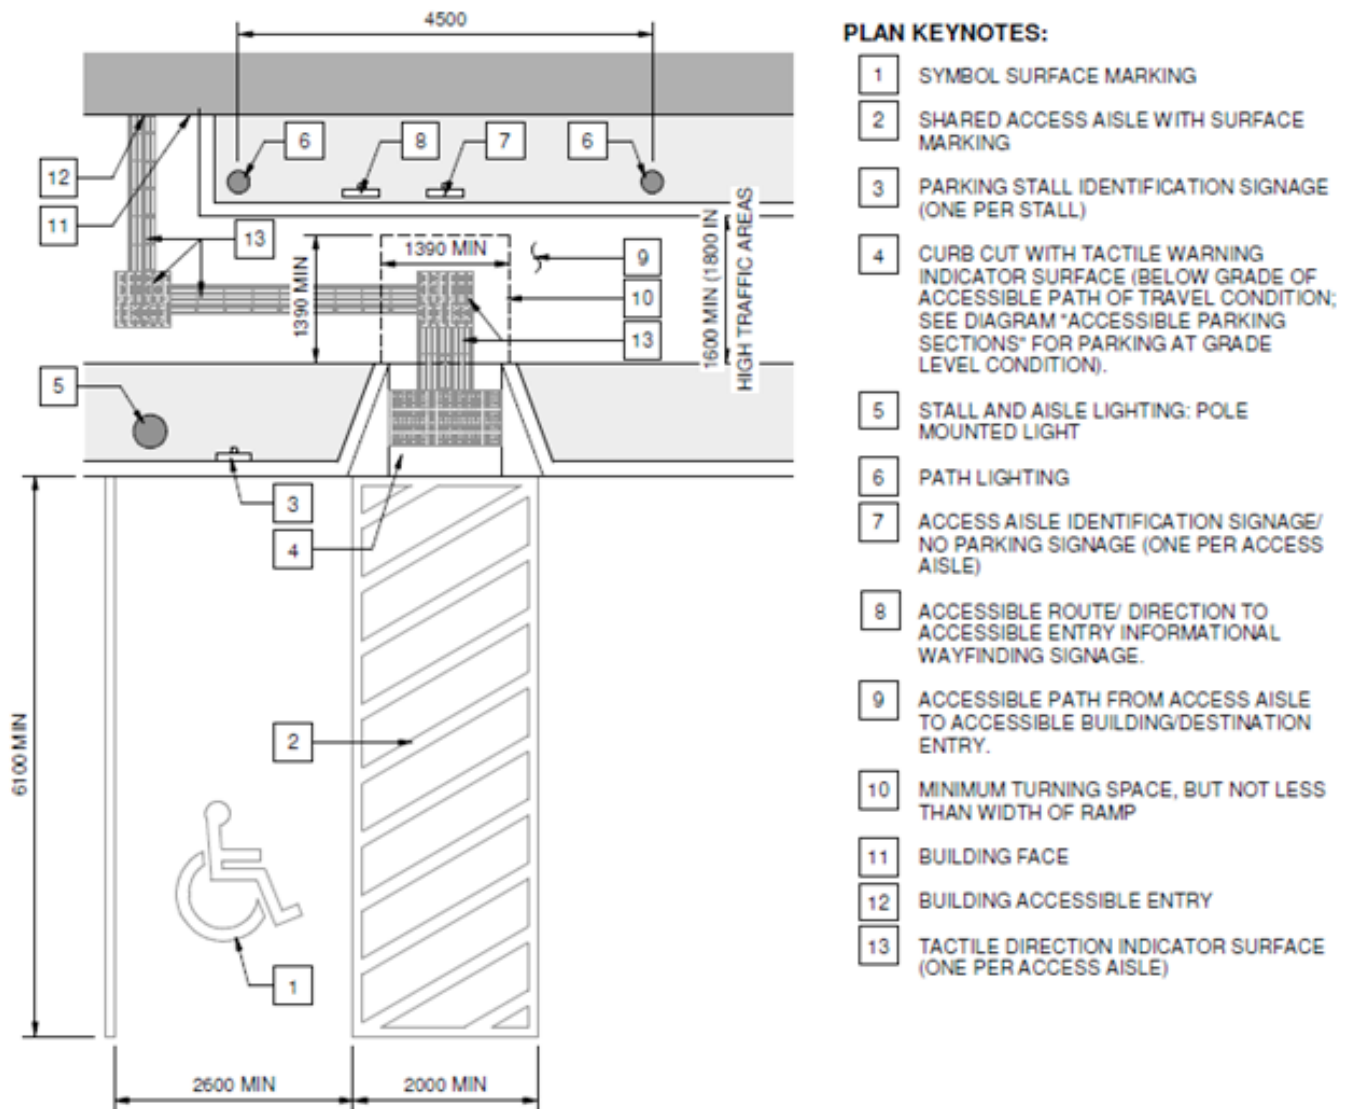 4500
6
8
7
6
12
11
13
1390 MIN
1390 MIN
9
10
13
1600 MIN (1800 IN
HIGH TRAFFIC AREAS
5
3
4
2
1
6100 MIN
2600 MIN
2000 MIN
PLAN KEYNOTES:
1 SYMBOL SURFACE MARKING
2 SHARED ACCESS AISLE WITH SURFACE
MARKING
3 PARKING STALL IDENTIFICATION SIGNAGE
(ONE PER STALL)
4 CURB CUT WITH TACTILE WARNING
INDICATOR SURFACE (BELOW GRADE OF
ACCESSIBLE PATH OF TRAVEL CONDITION;
SEE DIAGRAM "ACCESSIBLE PARKING
SECTIONS" FOR PARKING AT GRADE
LEVEL CONDITION).
5 STALL AND AISLE LIGHTING: POLE
MOUNTED LIGHT
6 PATH LIGHTING
7 ACCESS AISLE IDENTIFICATION SIGNAGE/
NO PARKING SIGNAGE (ONE PER ACCESS
AISLE)
8 ACCESSIBLE ROUTE/ DIRECTION TO
ACCESSIBLE ENTRY INFORMATIONAL
WAYFINDING SIGNAGE.
9 ACCESSIBLE PATH FROM ACCESS AISLE
TO ACCESSIBLE BUILDING/DESTINATION
ENTRY.
10 MINIMUM TURNING SPACE, BUT NOT LESS
THAN WIDTH OF RAMP
11 BUILDING FACE
12 BUILDING ACCESSIBLE ENTRY
13 TACTILE DIRECTION INDICATOR SURFACE
(ONE PER ACCESS AISLE)